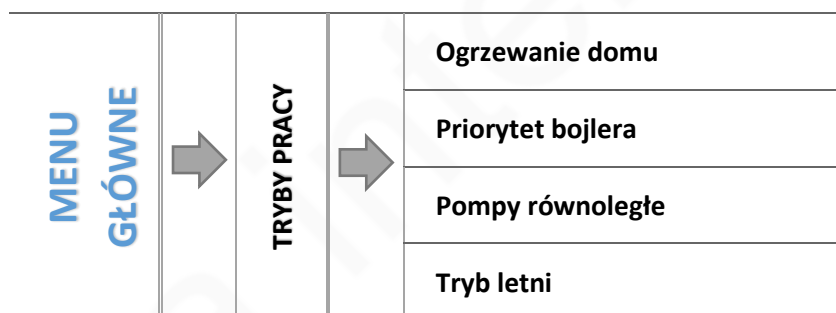 MENU
GŁÓWNE
TRYBY PRACY
Ogrzewanie domu
Priorytet bojlera
Pompy równoległe
Tryb letni